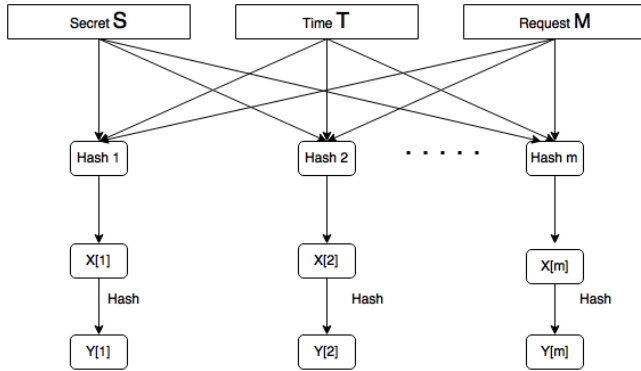 Secret S
Time T
Request M
Hash 1
Hash 2
. . . . .
Hash m
X[1]
X[2]
X[m]
Hash
Hash
Hash
Y[1]
Y[2]
Y[m]